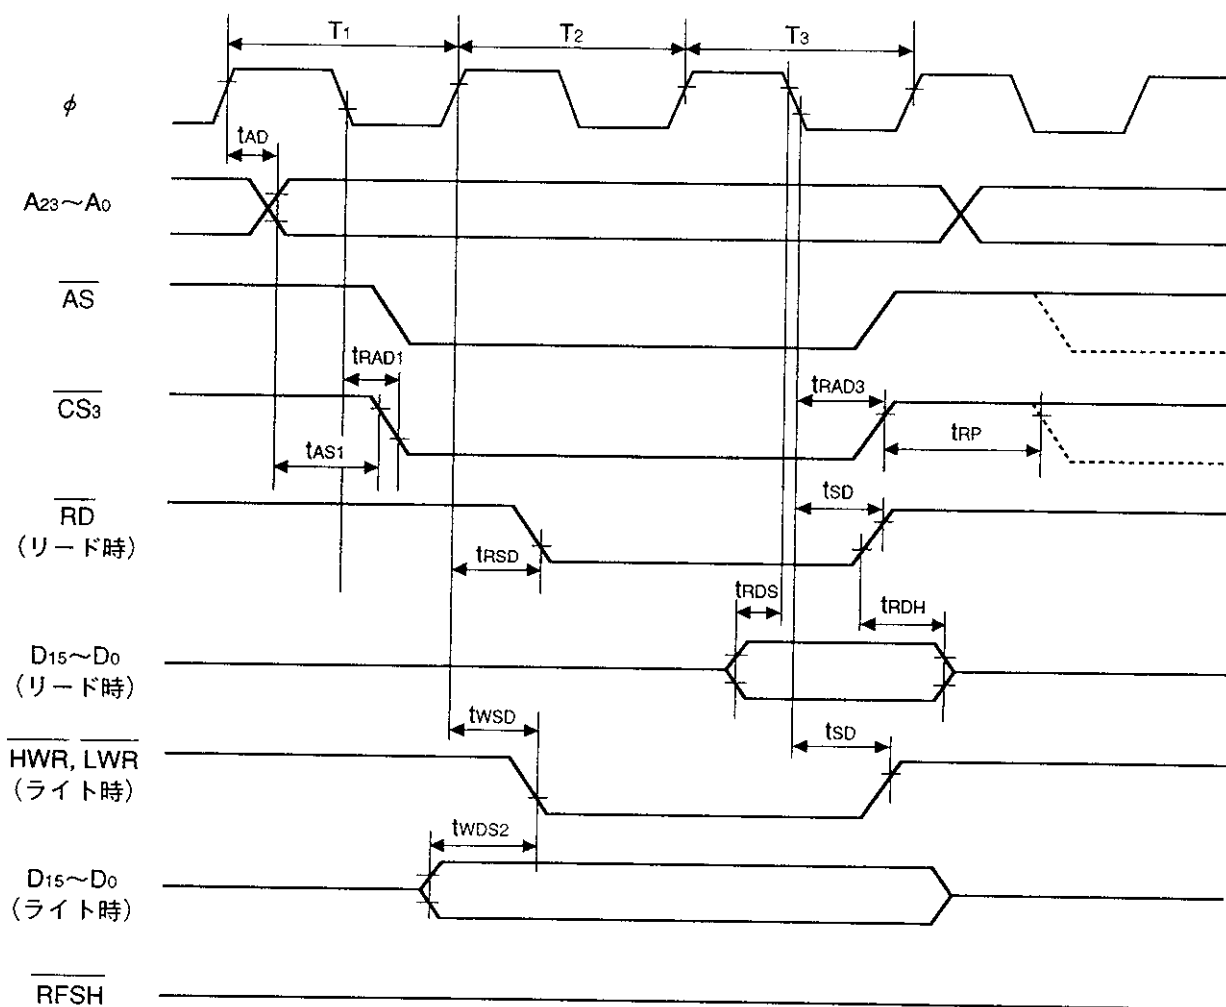 T1 T2 T3
φ
tAD
A23～A0
AS
tRAD1 tRAD3
CS3
tAS1 tRP
tSD
RD
（リード時）
tRSD
tRDS tRDH
D15～D0
（リード時）
tWSD tSD
HWR, LWR
（ライト時）
tWDS2
D15～D0
（ライト時）
RFSH